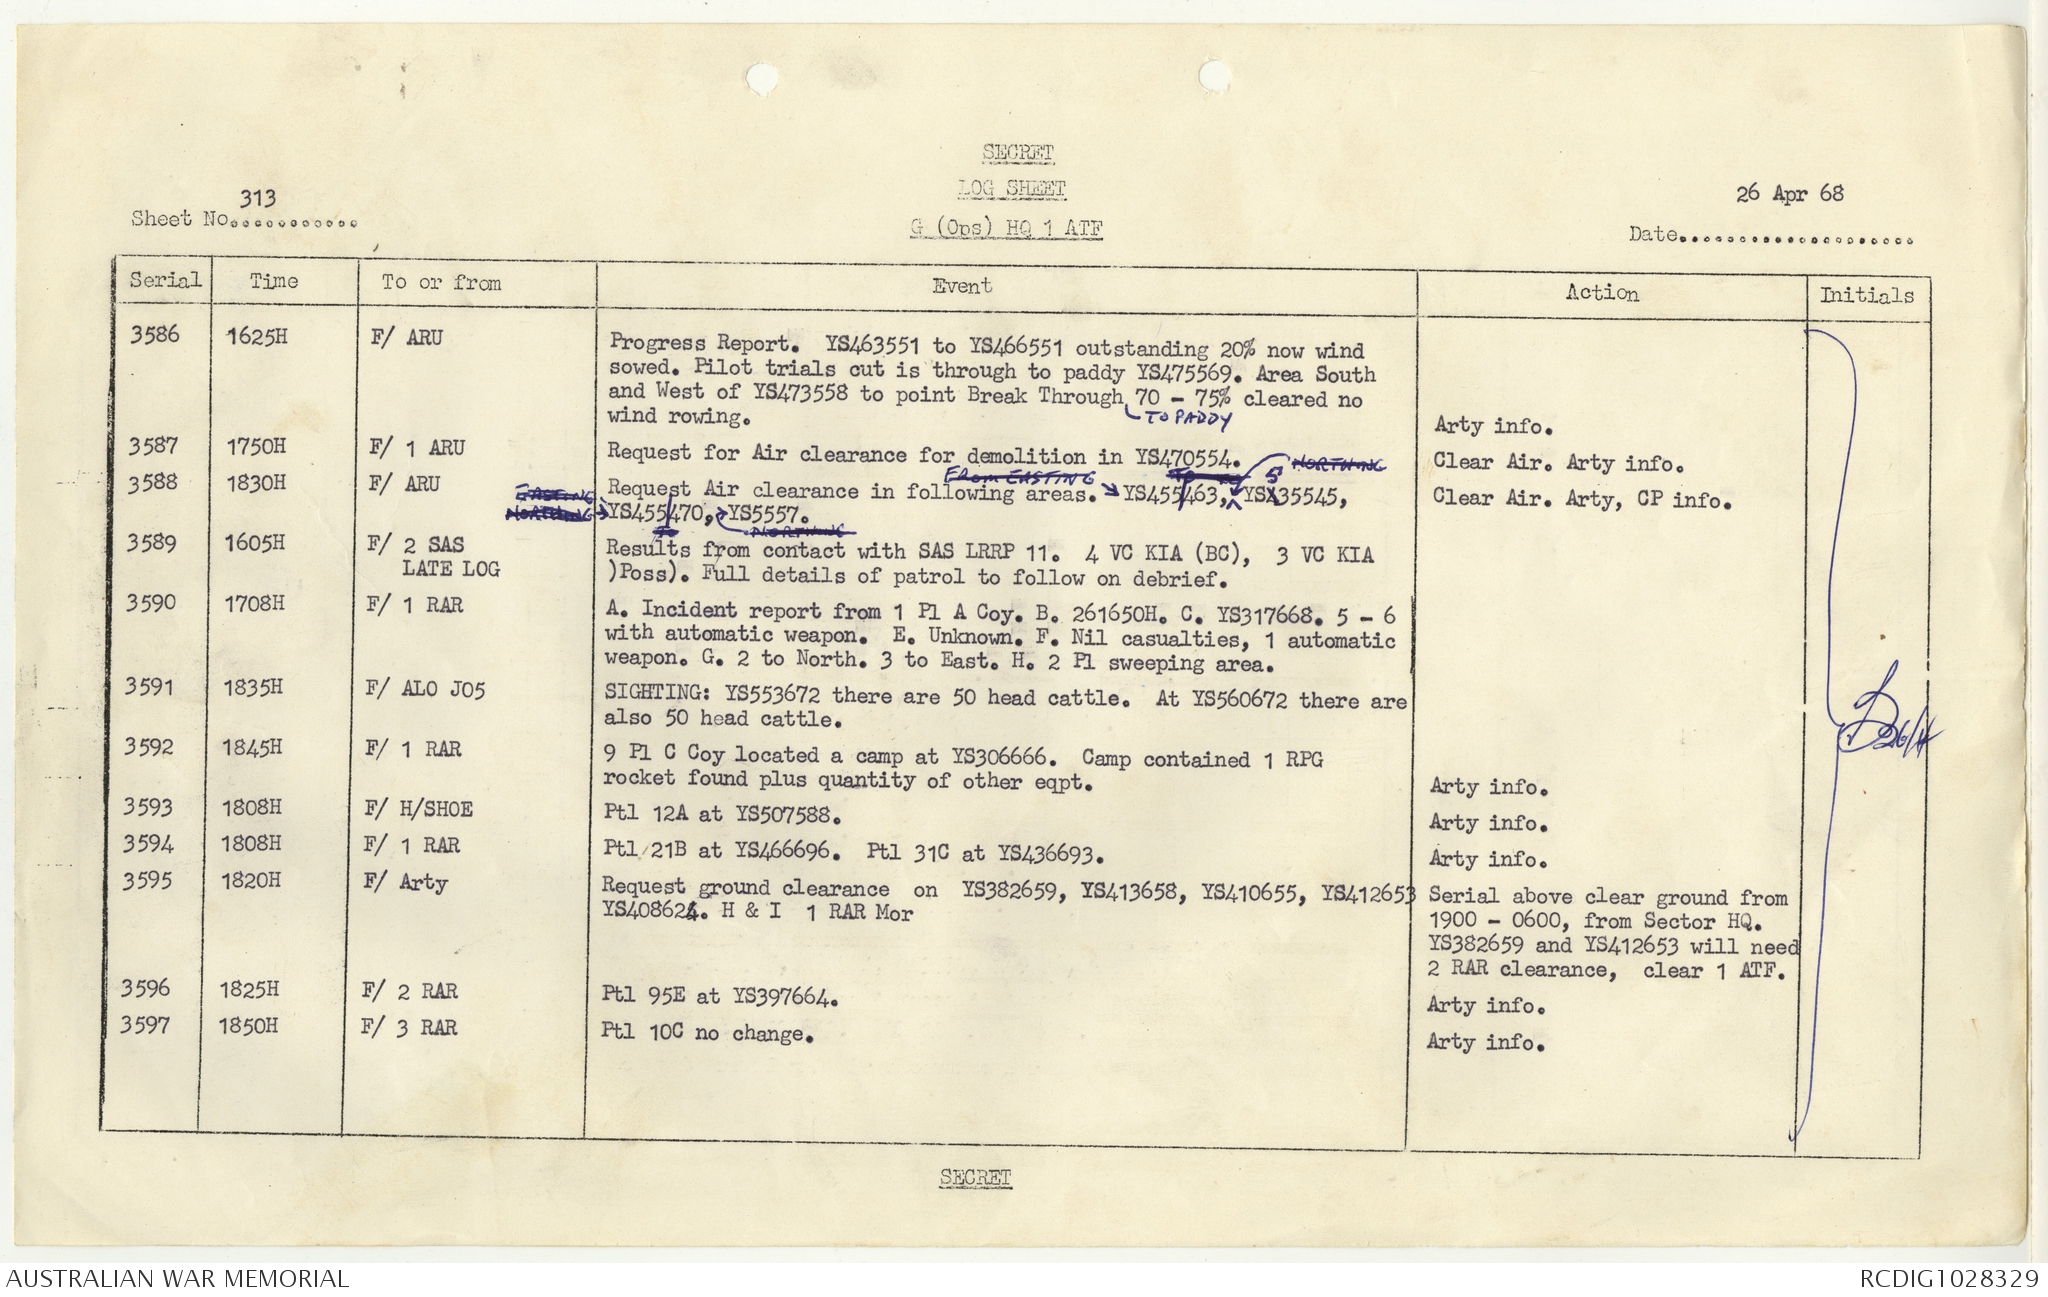 SECRET
LOG SHEET
G (Ops) HQ 1 ATF
313
Sheet No............
26 Apr 68
Date....................
Serial Time To or from Event Action Initials
3586 1625H F/ ARU Progress Report. YS463551 to YS466551 outstanding 20% now wind
sowed. Pilot trials cut is through to paddy YS475569. Area South
and West of YS473558 to point Break Through 70 - 75% cleared no
TO PADDY
wind rowing. Arty info.
3587 1750H F/ 1 ARU Request for Air clearance for demolition in YS470554. Clear Air. Arty info.
NORTHING
FROM EASTING
3588 1830H F/ ARU Request Air clearance in following areas. YS455463, YS535545, Clear Air. Arty, CP info.
EASTING
NORTHING YS455470, YS5557.
TO NORTHING
3589 1605H F/ 2 SAS Results from contact with SAS LRRP 11. 4 VC KIA (BC), 3 VC KIA
LATE LOG )Poss). Full details of patrol to follow on debrief.
3590 1708H F/ 1 RAR A. Incident report from 1 Pl A Coy. B. 261650H. C. YS317668. 5 - 6
with automatic weapon. E. Unknown. F. Nil casualties, 1 automatic
weapon. G. 2 to North. 3 to East. H. 2 Pl sweeping area.
3591 1835H F/ ALO J05 SIGHTING: YS553672 there are 50 head cattle. At YS560672 there are
also 50 head cattle.
3592 1845H F/ 1 RAR 9 Pl C Coy located a camp at YS306666. Camp contained 1 RPG
rocket found plus quantity of other eqpt. Arty info.
3593 1808H F/ H/SHOE Ptl 12A at YS507588. Arty info.
3594 1808H F/ 1 RAR Ptl 21B at YS466696. Ptl 31C at YS436693. Arty info.
3595 1820H F/ Arty Request ground clearance on YS382659, YS413658, YS410655, YS412653 Serial above clear ground from
YS408624. H & I 1 RAR Mor 1900 - 0600, from Sector HQ.
YS382659 and YS412653 will need
2 RAR clearance, clear 1 ATF.
3596 1825H F/ 2 RAR Ptl 95E at YS397664. Arty info.
3597 1850H F/ 3 RAR Ptl 10C no change. Arty info.
26/4
SECRET
AUSTRALIAN WAR MEMORIAL
RCDIG1028329